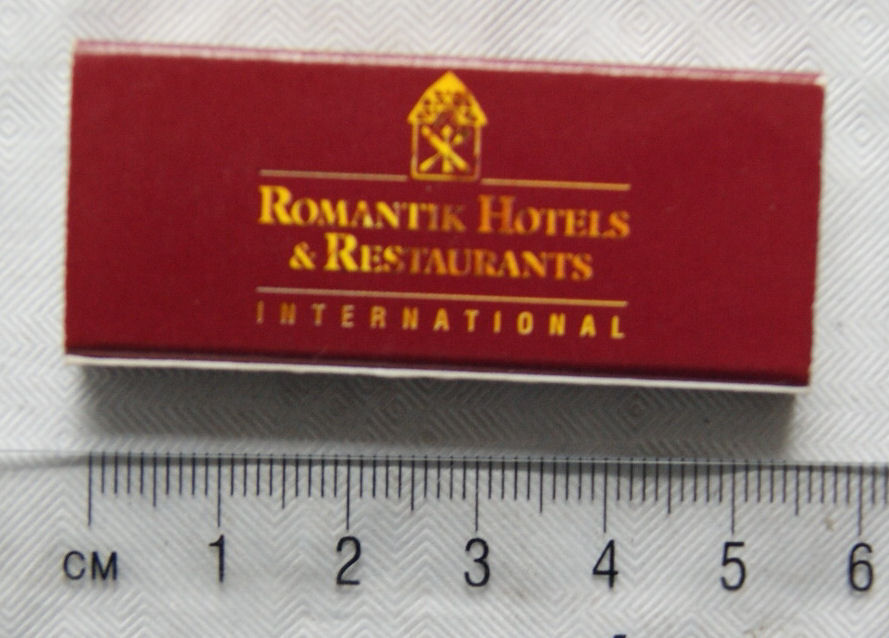 ROMANTIK HOTELS
& RESTAURANTS
INTERNATIONAL
CM 1 2 3 4 5 6